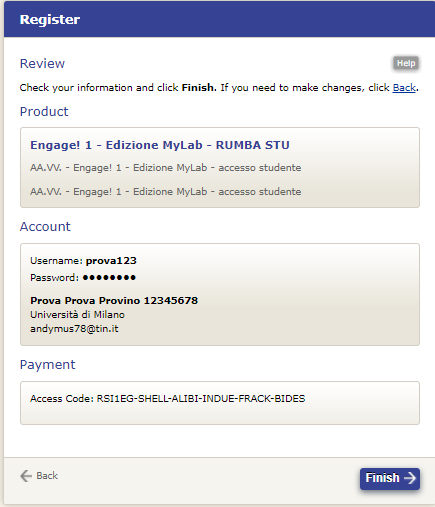 Register
Review
Help
Check your information and click Finish. If you need to make changes, click Back.
Product
Engage! 1 - Edizione MyLab - RUMBA STU
AA.VV. - Engage! 1 - Edizione MyLab - accesso studente
AA.VV. - Engage! 1 - Edizione MyLab - accesso studente
Account
Username: prova123
Password: ●●●●●●●●
Prova Prova Provino 12345678
Università di Milano
andymus78@tin.it
Payment
Access Code: RSI1EG-SHELL-ALIBI-INDUE-FRACK-BIDES
Back
Finish